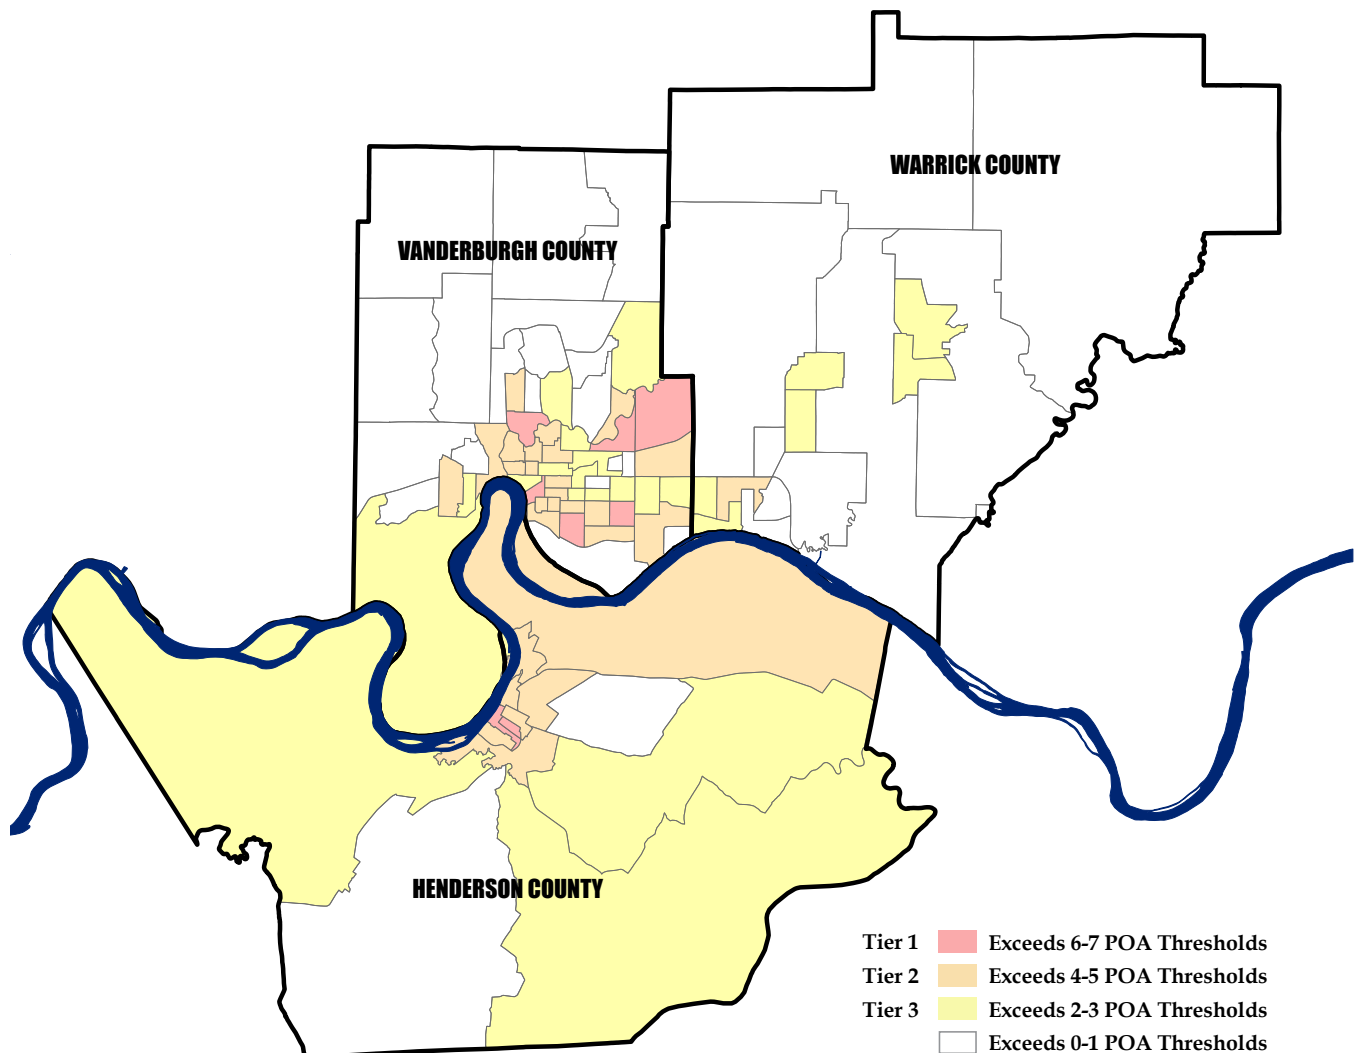 WARRICK COUNTY
VANDERBURGH COUNTY
HENDERSON COUNTY
Tier 1 Exceeds 6-7 POA Thresholds
Tier 2 Exceeds 4-5 POA Thresholds
Tier 3 Exceeds 2-3 POA Thresholds
Exceeds 0-1 POA Thresholds